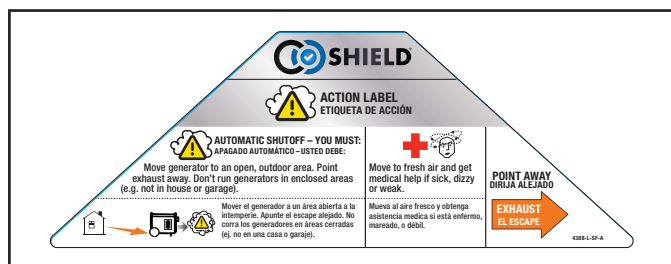 CO SHIELD®
ACTION LABEL
ETIQUETA DE ACCIÓN
AUTOMATIC SHUTOFF – YOU MUST:
APAGADO AUTOMÁTICO – USTED DEBE:
Move generator to an open, outdoor area. Point
exhaust away. Don't run generators in enclosed areas
(e.g. not in house or garage).
Move to fresh air and get
medical help if sick, dizzy
or weak.
POINT AWAY
DIRIJA ALEJADO
EXHAUST
EL ESCAPE
Mover el generador a un área abierta a la
intemperie. Apunte el escape alejado. No
corra los generadores en áreas cerradas
(ej. no en una casa o garaje).
Mueva al aire fresco y obtenga
asistencia medica si está enfermo,
mareado, o débil.
4388-L-SF-A